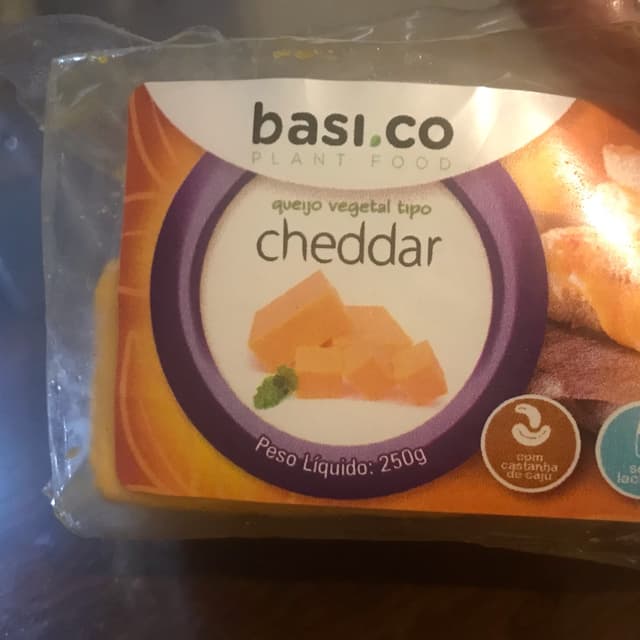 basi.co
PLANT FOOD
queijo vegetal tipo
cheddar
Peso Líquido: 250g
com
castanha
de caju